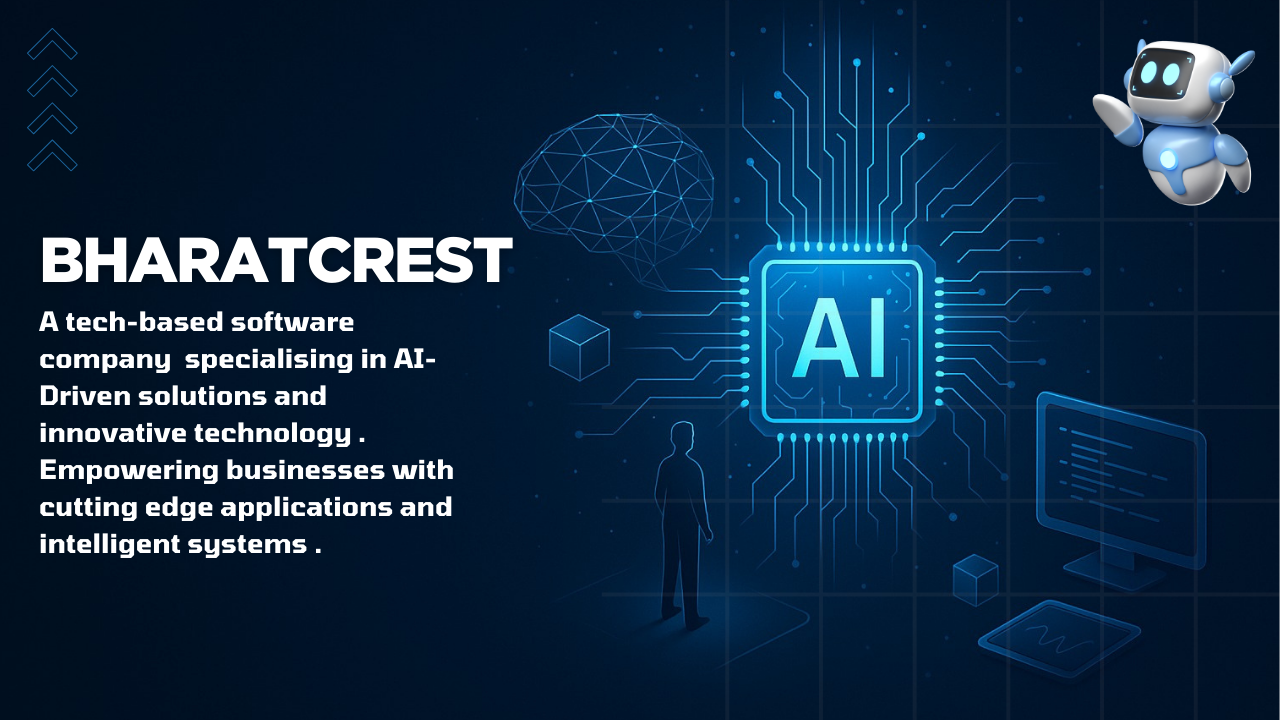 BHARATCREST
A tech-based software
company  specialising in AI-
Driven solutions and
innovative technology .
Empowering businesses with
cutting edge applications and
intelligent systems .
AI